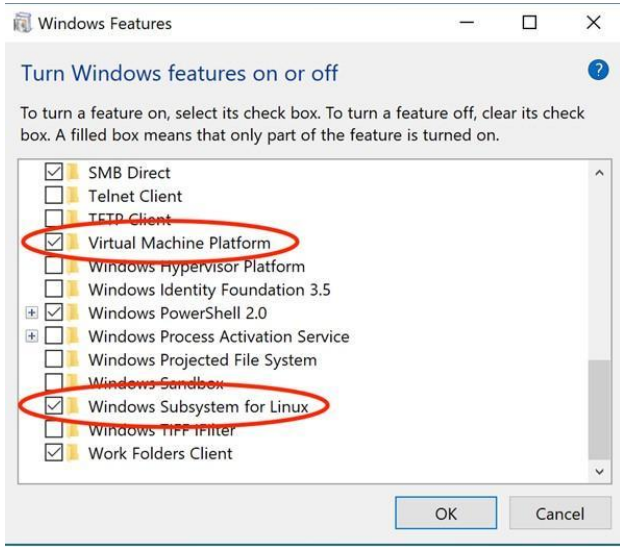 Windows Features
Turn Windows features on or off
?
To turn a feature on, select its check box. To turn a feature off, clear its check
box. A filled box means that only part of the feature is turned on.
SMB Direct
Telnet Client
TFTP Client
Virtual Machine Platform
Windows Hypervisor Platform
Windows Identity Foundation 3.5
Windows PowerShell 2.0
Windows Process Activation Service
Windows Projected File System
Windows Sandbox
Windows Subsystem for Linux
Windows TIFF IFilter
Work Folders Client
OK Cancel